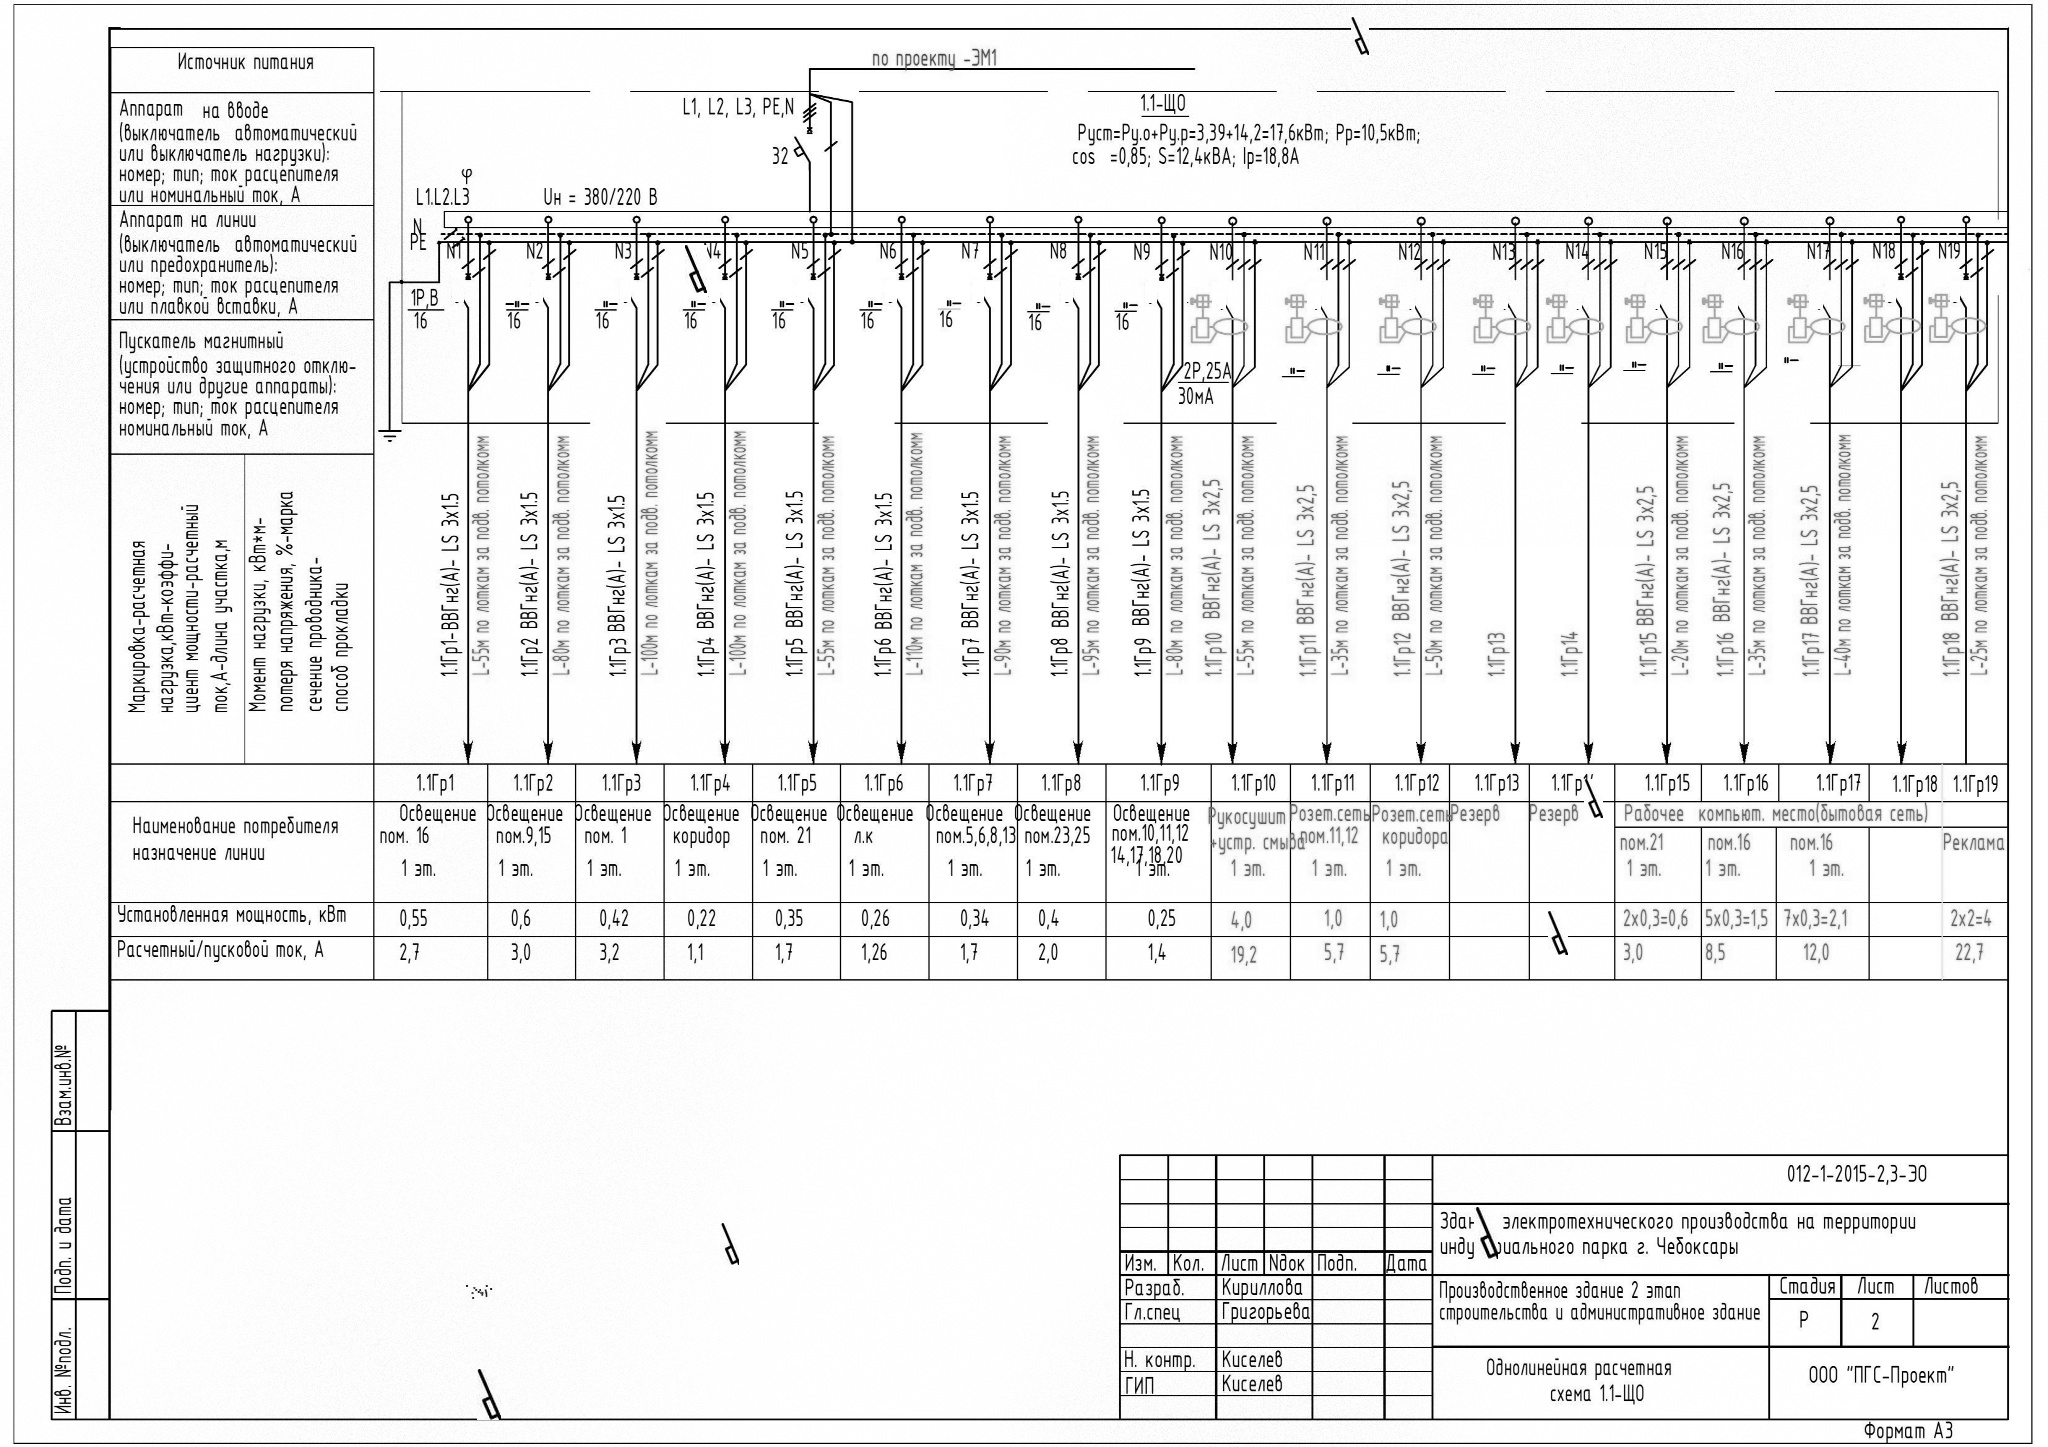 Источник питания
Аппарат на вводе
(выключатель автоматический
или выключатель нагрузки):
номер; тип; ток расцепителя
или номинальный ток, А
Аппарат на линии
(выключатель автоматический
или предохранитель):
номер; тип; ток расцепителя
или плавкой вставки, А
Пускатель магнитный
(устройство защитного отклю-
чения или другие аппараты):
номер; тип; ток расцепителя
номинальный ток, А
Маркировка-расчетная
нагрузка,кВт-коэффи-
циент мощности-расчетный
ток,А-длина участка,м
Момент нагрузки, кВт*м-
потеря напряжения, %-марка
сечение проводника-
способ прокладки
по проекту -ЭМ1
L1, L2, L3, PE,N
32
1.1-ЩО
Руст=Ру.о+Ру.р=3,39+14,2=17,6кВт; Рр=10,5кВт;
cos =0,85; S=12,4кВА; Iр=18,8А
φ
L1.L2.L3
Uн = 380/220 В
N
PE
N1 N2 N3 N4 N5 N6 N7 N8 N9 N10 N11 N12 N13 N14 N15 N16 N17 N18 N19
1Р,В
16
-"- 16
-"- 16
-"- 16
-"- 16
-"- 16
-"- 16
-"- 16
-"- 16
2Р,25А
30мА
1.1Гр1-ВВГнг(А)- LS 3х1.5
L-55м по лоткам за подв. потолкомм
1.1Гр2 ВВГнг(А)- LS 3х1.5
L-80м по лоткам за подв. потолкомм
1.1Гр3 ВВГнг(А)- LS 3х1.5
L-100м по лоткам за подв. потолкомм
1.1Гр4 ВВГнг(А)- LS 3х1.5
L-100м по лоткам за подв. потолкомм
1.1Гр5 ВВГнг(А)- LS 3х1.5
L-55м по лоткам за подв. потолкомм
1.1Гр6 ВВГнг(А)- LS 3х1.5
L-110м по лоткам за подв. потолкомм
1.1Гр7 ВВГнг(А)- LS 3х1.5
L-90м по лоткам за подв. потолкомм
1.1Гр8 ВВГнг(А)- LS 3х1.5
L-95м по лоткам за подв. потолкомм
1.1Гр9 ВВГнг(А)- LS 3х1.5
L-80м по лоткам за подв. потолкомм
1.1Гр10 ВВГнг(А)- LS 3х2,5
L-55м по лоткам за подв. потолкомм
1.1Гр11 ВВГнг(А)- LS 3х2,5
L-35м по лоткам за подв. потолкомм
1.1Гр12 ВВГнг(А)- LS 3х2,5
L-50м по лоткам за подв. потолкомм
1.1Гр13
1.1Гр14
1.1Гр15 ВВГнг(А)- LS 3х2,5
L-20м по лоткам за подв. потолкомм
1.1Гр16 ВВГнг(А)- LS 3х2,5
L-35м по лоткам за подв. потолкомм
1.1Гр17 ВВГнг(А)- LS 3х2,5
L-40м по лоткам за подв. потолкомм
1.1Гр18 ВВГнг(А)- LS 3х2,5
L-25м по лоткам за подв. потолкомм
1.1Гр1 1.1Гр2 1.1Гр3 1.1Гр4 1.1Гр5 1.1Гр6 1.1Гр7 1.1Гр8 1.1Гр9 1.1Гр10 1.1Гр11 1.1Гр12 1.1Гр13 1.1Гр1 1.1Гр15 1.1Гр16 1.1Гр17 1.1Гр18 1.1Гр19
Наименование потребителя
назначение линии
Освещение
пом. 16
1 эт.
Освещение
пом.9,15
1 эт.
Освещение
пом. 1
1 эт.
Освещение
коридор
1 эт.
Освещение
пом. 21
1 эт.
Освещение
л.к
1 эт.
Освещение
пом.5,6,8,13
1 эт.
Освещение
пом.23,25
1 эт.
Освещение
пом.10,11,12
14,17,18,20
1 эт.
Рукосушит
+устр. смыва
1 эт.
Розет.сеть
пом.11,12
1 эт.
Розет.сеть
коридора
1 эт.
Резерв
Резерв
Рабочее компьют. место(бытовая сеть)
пом.21
1 эт.
пом.16
1 эт.
пом.16
1 эт.
Реклама
Установленная мощность, кВт 0,55 0,6 0,42 0,22 0,35 0,26 0,34 0,4 0,25 4,0 1,0 1,0 2х0,3=0,6 5х0,3=1,5 7х0,3=2,1 2х2=4
Расчетный/пусковой ток, А 2,7 3,0 3,2 1,1 1,7 1,26 1,7 2,0 1,4 19,2 5,7 5,7 3,0 8,5 12,0 22,7
Взам.инв.№
Подп. и дата
Инв. №подл.
012-1-2015-2,3-ЭО
Здан электротехнического производства на территории
инду риального парка г. Чебоксары
Изм. Кол. Лист Nдок Подп. Дата
Разраб. Кириллова
Гл.спец Григорьева
Н. контр. Киселев
ГИП Киселев
Производственное здание 2 этап
строительства и административное здание
Стадия Лист Листов
Р 2
Однолинейная расчетная
схема 1.1-ЩО
ООО "ПГС-Проект"
Формат А3